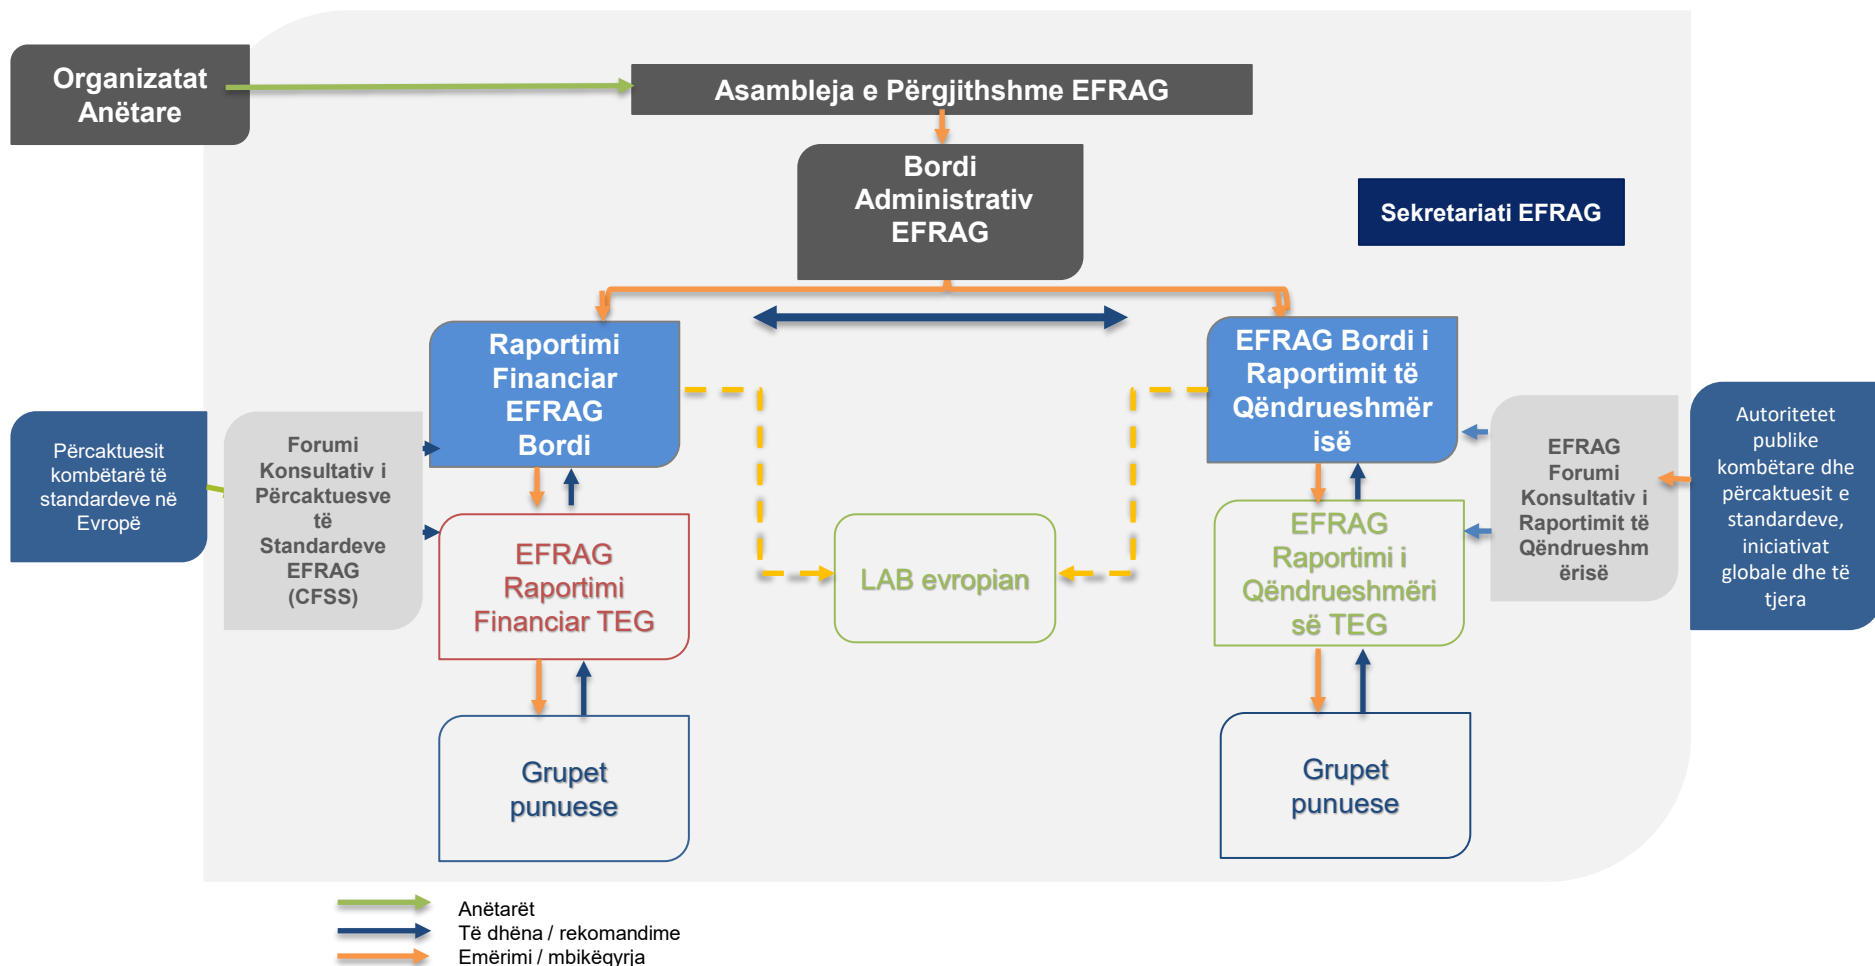 Organizatat
Anëtare
Asambleja e Përgjithshme EFRAG
Bordi
Administrativ
EFRAG
Sekretariati EFRAG
Raportimi
Financiar
EFRAG
Bordi
EFRAG Bordi i
Raportimit të
Qëndrueshmër
isë
Përcaktuesit
kombëtarë të
standardeve në
Evropë
Forumi
Konsultativ i
Përcaktuesve
të
Standardeve
EFRAG
(CFSS)
EFRAG
Raportimi
Financiar TEG
LAB evropian
EFRAG
Raportimi i
Qëndrueshmëri
së TEG
EFRAG
Forumi
Konsultativ i
Raportimit të
Qëndrueshm
ërisë
Autoritetet
publike
kombëtare dhe
përcaktuesit e
standardeve,
iniciativat
globale dhe të
tjera
Grupet
punuese
Grupet
punuese
Anëtarët
Të dhëna / rekomandime
Emërimi / mbikëqyrja